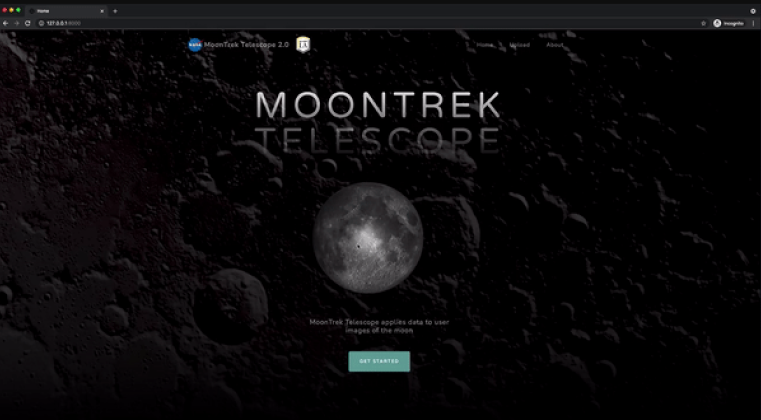 Home
127.0.0.1:8000
Incognito
NASA MoonTrek Telescope 2.0 LA
Home Upload About
MOONTREK
TELESCOPE
MoonTrek Telescope applies data to user
images of the moon
GET STARTED